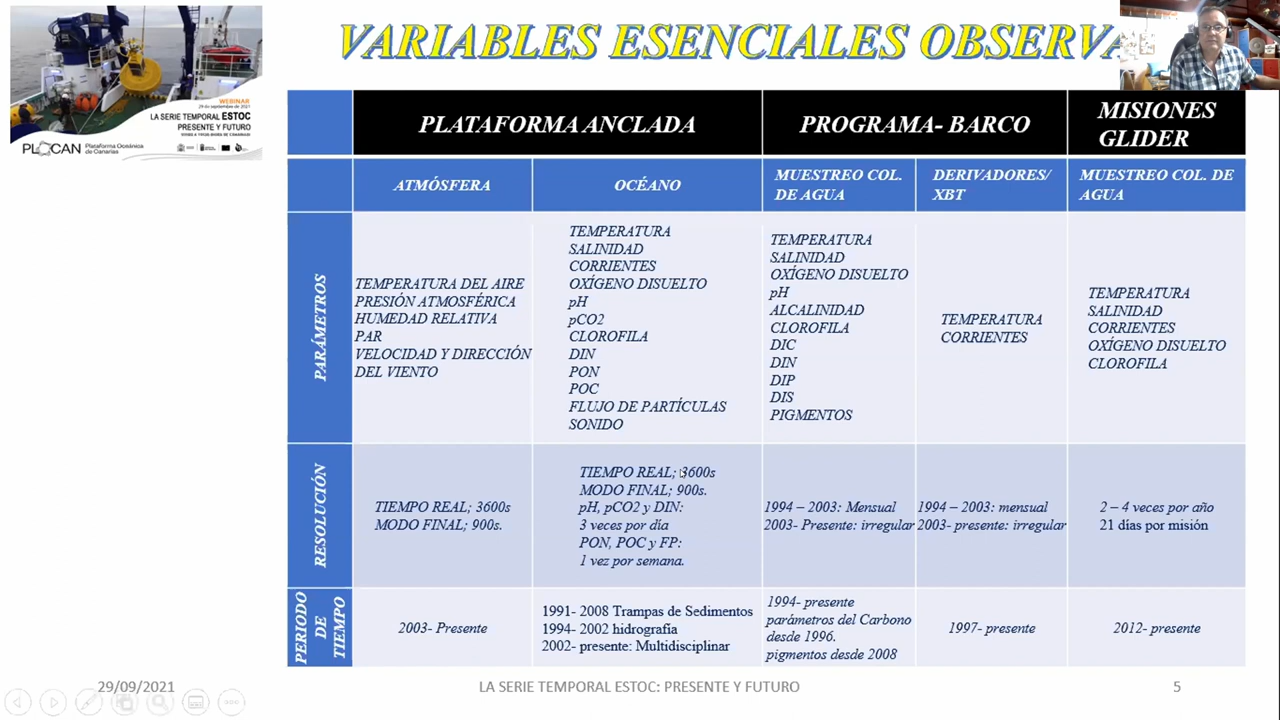 WEBINAR
29 de septiembre de 2021
LA SERIE TEMPORAL ESTOC
PRESENTE Y FUTURO
PLOCAN Plataforma Oceánica
de Canarias
VARIABLES ESENCIALES OBSERVA
PLATAFORMA ANCLADA
PROGRAMA- BARCO
MISIONES
GLIDER
ATMÓSFERA
OCÉANO
MUESTREO COL.
DE AGUA
DERIVADORES/
XBT
MUESTREO COL. DE
AGUA
PARÁMETROS
TEMPERATURA DEL AIRE
PRESIÓN ATMOSFÉRICA
HUMEDAD RELATIVA
PAR
VELOCIDAD Y DIRECCIÓN
DEL VIENTO
TEMPERATURA
SALINIDAD
CORRIENTES
OXÍGENO DISUELTO
pH
pCO2
CLOROFILA
DIN
PON
POC
FLUJO DE PARTÍCULAS
SONIDO
TEMPERATURA
SALINIDAD
OXÍGENO DISUELTO
pH
ALCALINIDAD
CLOROFILA
DIC
DIN
DIP
DIS
PIGMENTOS
TEMPERATURA
CORRIENTES
TEMPERATURA
SALINIDAD
CORRIENTES
OXÍGENO DISUELTO
CLOROFILA
RESOLUCIÓN
TIEMPO REAL; 3600s
MODO FINAL; 900s.
TIEMPO REAL; 3600s
MODO FINAL; 900s.
pH, pCO2 y DIN:
3 veces por día
PON, POC y FP:
1 vez por semana.
1994 – 2003: Mensual
2003- Presente: irregular
1994 – 2003: mensual
2003- presente: irregular
2 – 4 veces por año
21 días por misión
PERIODO
DE
TIEMPO
2003- Presente
1991- 2008 Trampas de Sedimentos
1994- 2002 hidrografía
2002- presente: Multidisciplinar
1994- presente
parámetros del Carbono
desde 1996.
pigmentos desde 2008
1997- presente
2012- presente
29/09/2021
LA SERIE TEMPORAL ESTOC: PRESENTE Y FUTURO
5